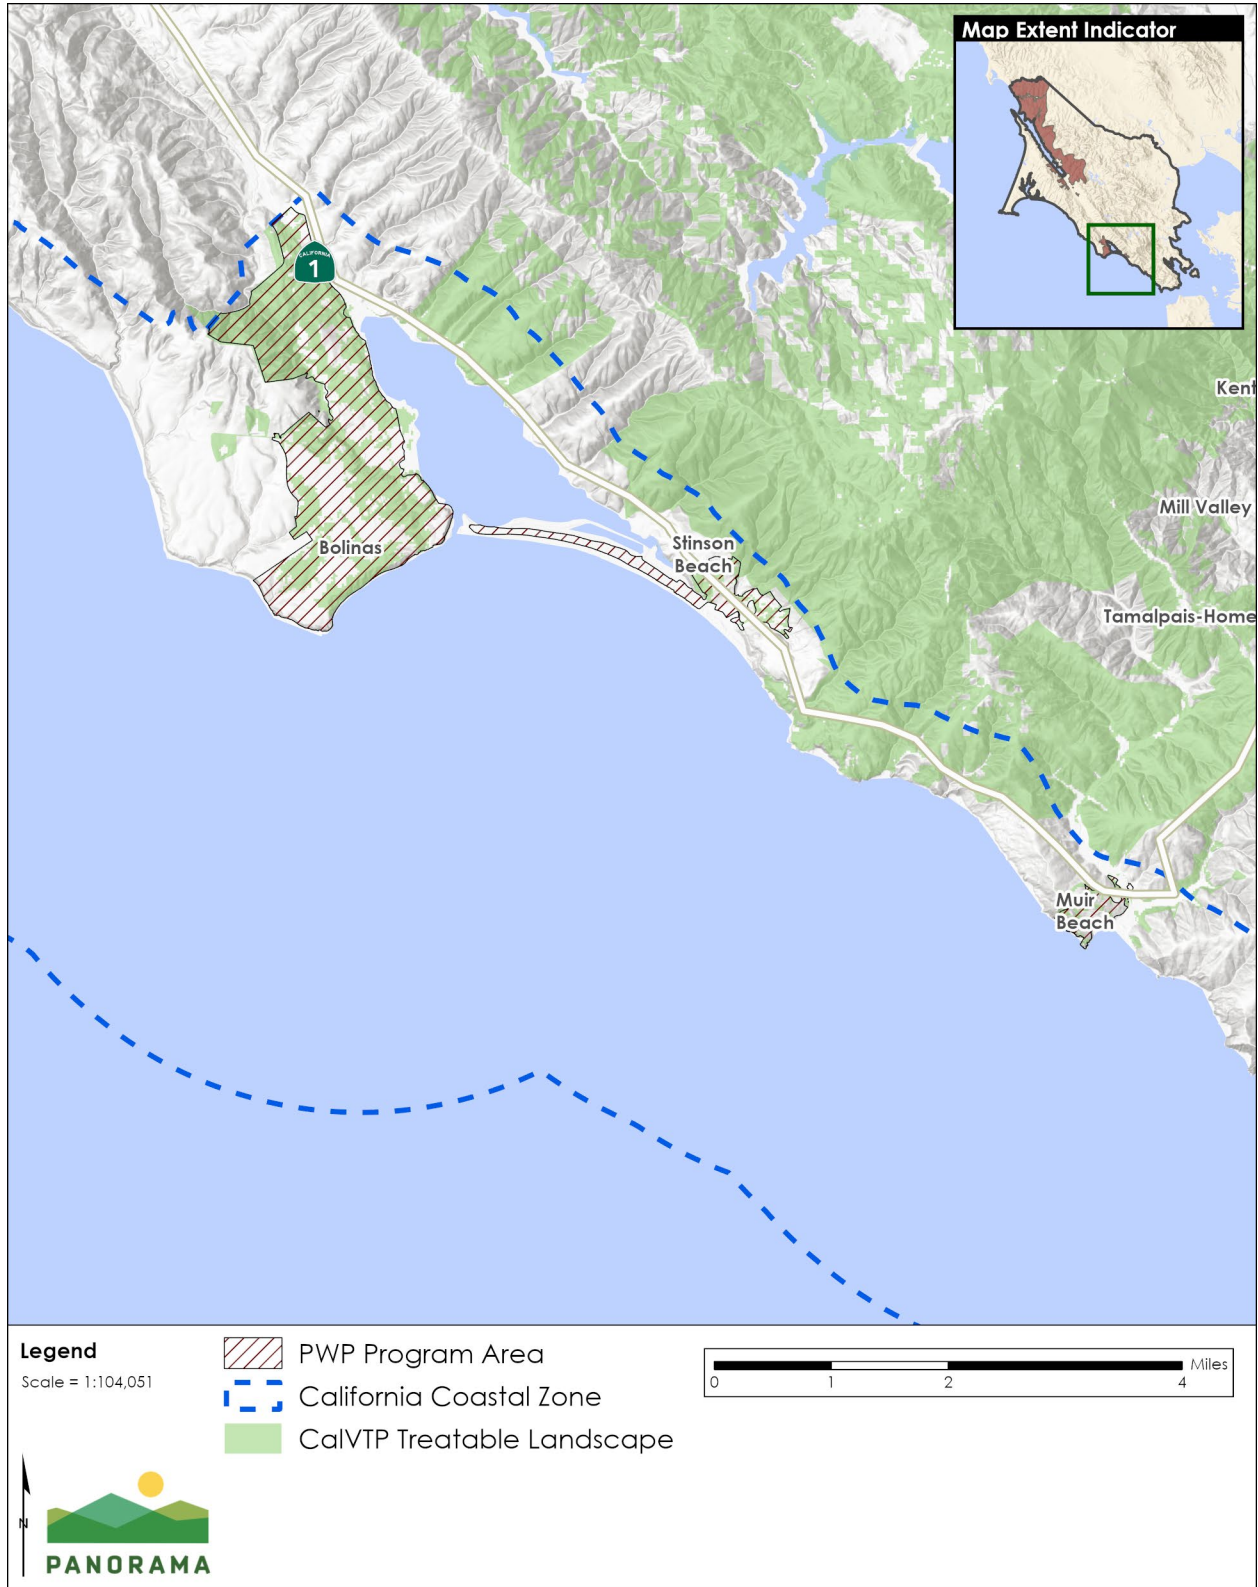 Map Extent Indicator
CALIFORNIA
1
Kent
Mill Valley
Stinson
Beach
Bolinas
Tamalpais-Home
Muir
Beach
Legend
Scale = 1:104,051
PWP Program Area
California Coastal Zone
CalVTP Treatable Landscape
Miles
0 1 2 4
N
PANORAMA